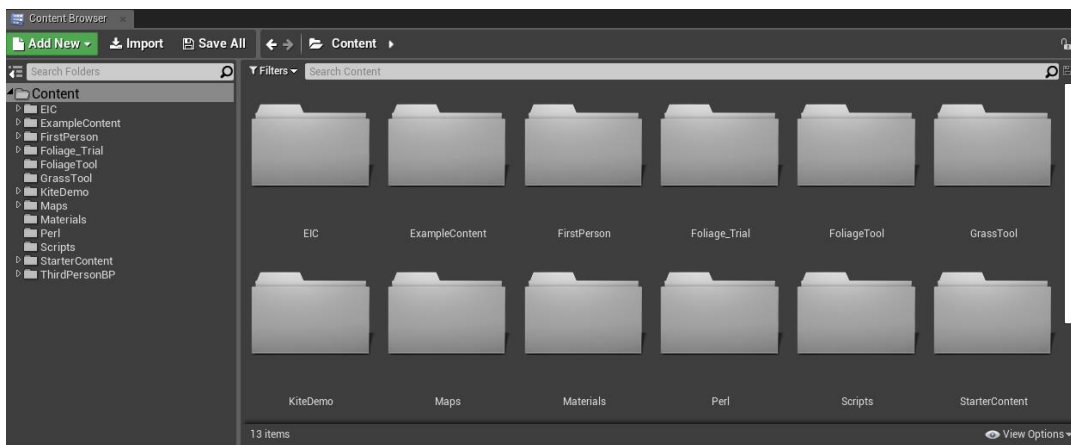 Content Browser
Add New Import Save All Content
Search Folders
Filters Search Content
Content
EIC
ExampleContent
FirstPerson
Foliage_Trial
FoliageTool
GrassTool
KiteDemo
Maps
Materials
Perl
Scripts
StarterContent
ThirdPersonBP
EIC ExampleContent FirstPerson Foliage_Trial FoliageTool GrassTool
KiteDemo Maps Materials Perl Scripts StarterContent
13 items View Options